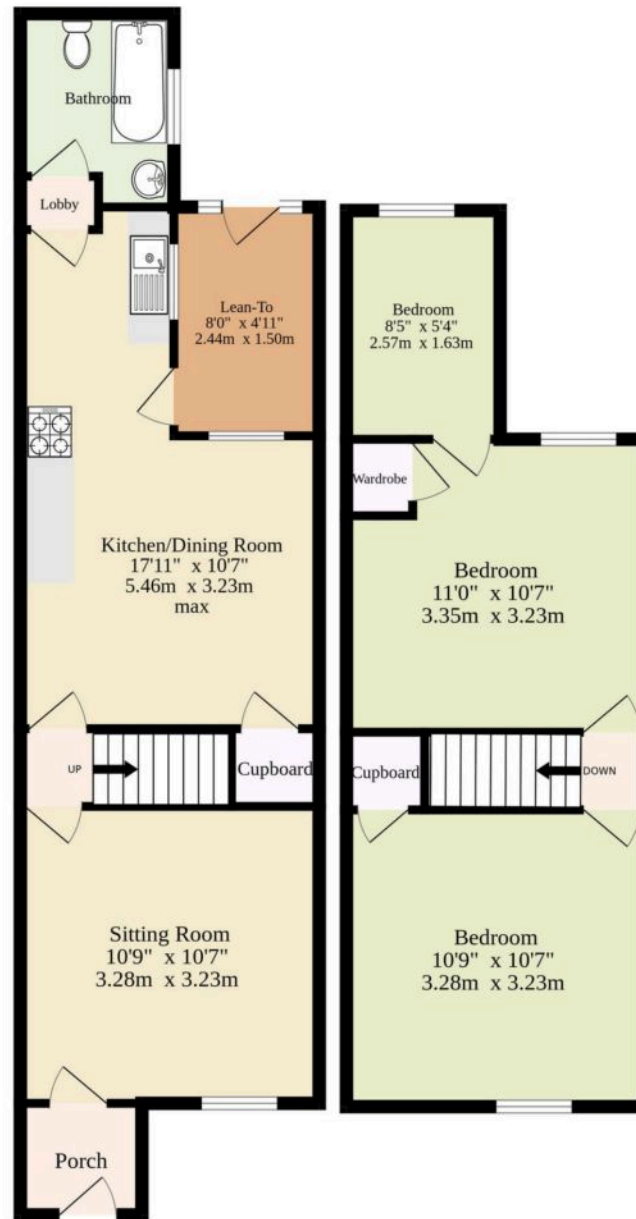 Bathroom
Lobby
Lean-To
8'0" x 4'11"
2.44m x 1.50m
Kitchen/Dining Room
17'11" x 10'7"
5.46m x 3.23m
max
UP
Cupboard
Sitting Room
10'9" x 10'7"
3.28m x 3.23m
Porch
Bedroom
8'5" x 5'4"
2.57m x 1.63m
Wardrobe
Bedroom
11'0" x 10'7"
3.35m x 3.23m
Cupboard
DOWN
Bedroom
10'9" x 10'7"
3.28m x 3.23m